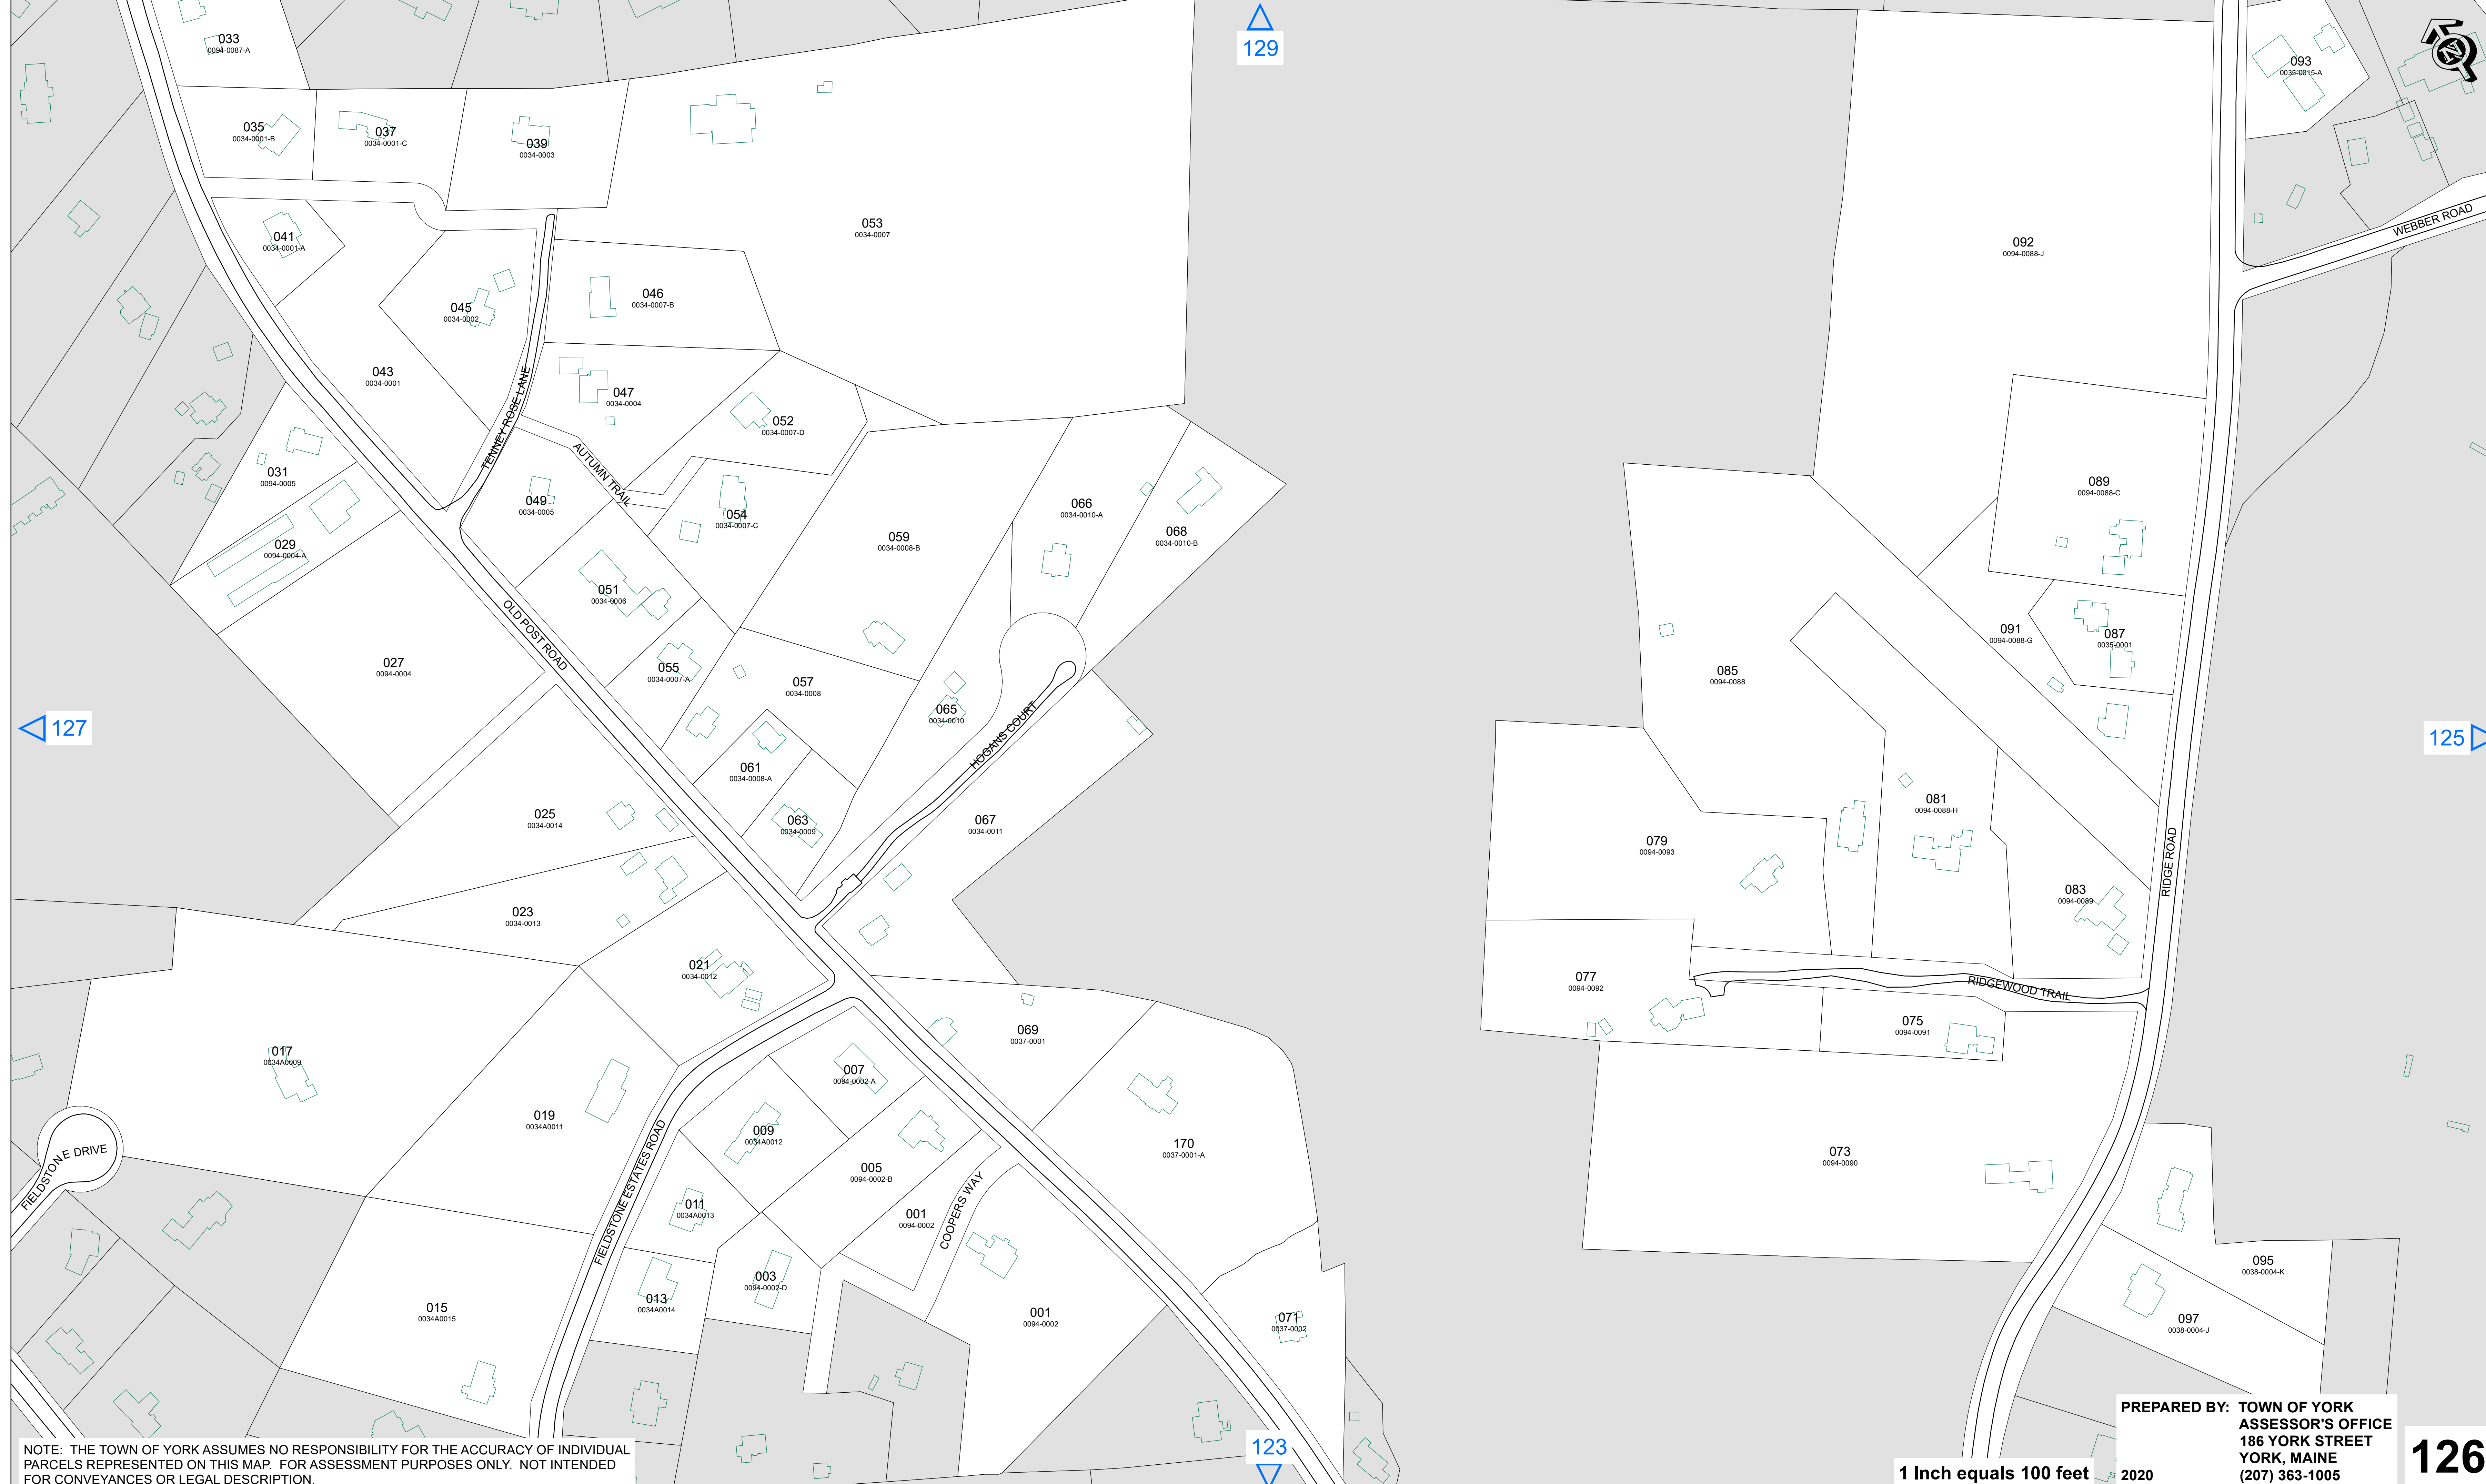 129
033
0094-0087-A
093
0035-0015-A
N
035
0034-0001-B
037
0034-0001-C
039
0034-0003
053
0034-0007
092
0094-0088-J
WEBBER ROAD
041
0034-0001-A
046
0034-0007-B
045
0034-0002
043
0034-0001
TENNEY ROSE LANE
047
0034-0004
052
0034-0007-D
AUTUMN TRAIL
031
0094-0005
049
0034-0005
054
0034-0007-C
066
0034-0010-A
068
0034-0010-B
089
0094-0088-C
029
0094-0004-A
059
0034-0008-B
051
0034-0006
OLD POST ROAD
091
0094-0088-G
087
0035-0001
027
0094-0004
055
0034-0007-A
057
0034-0008
085
0094-0088
065
0034-0010
HOGANS COURT
127
125
061
0034-0008-A
081
0094-0088-H
025
0034-0014
063
0034-0009
067
0034-0011
079
0094-0093
RIDGE ROAD
083
0094-0089
023
0034-0013
021
0034-0012
077
0094-0092
RIDGEWOOD TRAIL
075
0094-0091
069
0037-0001
017
0034A0009
007
0094-0002-A
019
0034A0011
009
0034A0012
170
0037-0001-A
073
0094-0090
FIELDSTONE DRIVE
005
0094-0002-B
FIELDSTONE ESTATES ROAD
011
0034A0013
001
0094-0002
COOPERS WAY
003
0094-0002-D
013
0034A0014
095
0038-0004-K
015
0034A0015
001
0094-0002
071
0037-0002
097
0038-0004-J
123
NOTE: THE TOWN OF YORK ASSUMES NO RESPONSIBILITY FOR THE ACCURACY OF INDIVIDUAL
PARCELS REPRESENTED ON THIS MAP. FOR ASSESSMENT PURPOSES ONLY. NOT INTENDED
FOR CONVEYANCES OR LEGAL DESCRIPTION.
1 Inch equals 100 feet
PREPARED BY: TOWN OF YORK
ASSESSOR'S OFFICE
186 YORK STREET
YORK, MAINE
2020 (207) 363-1005
126